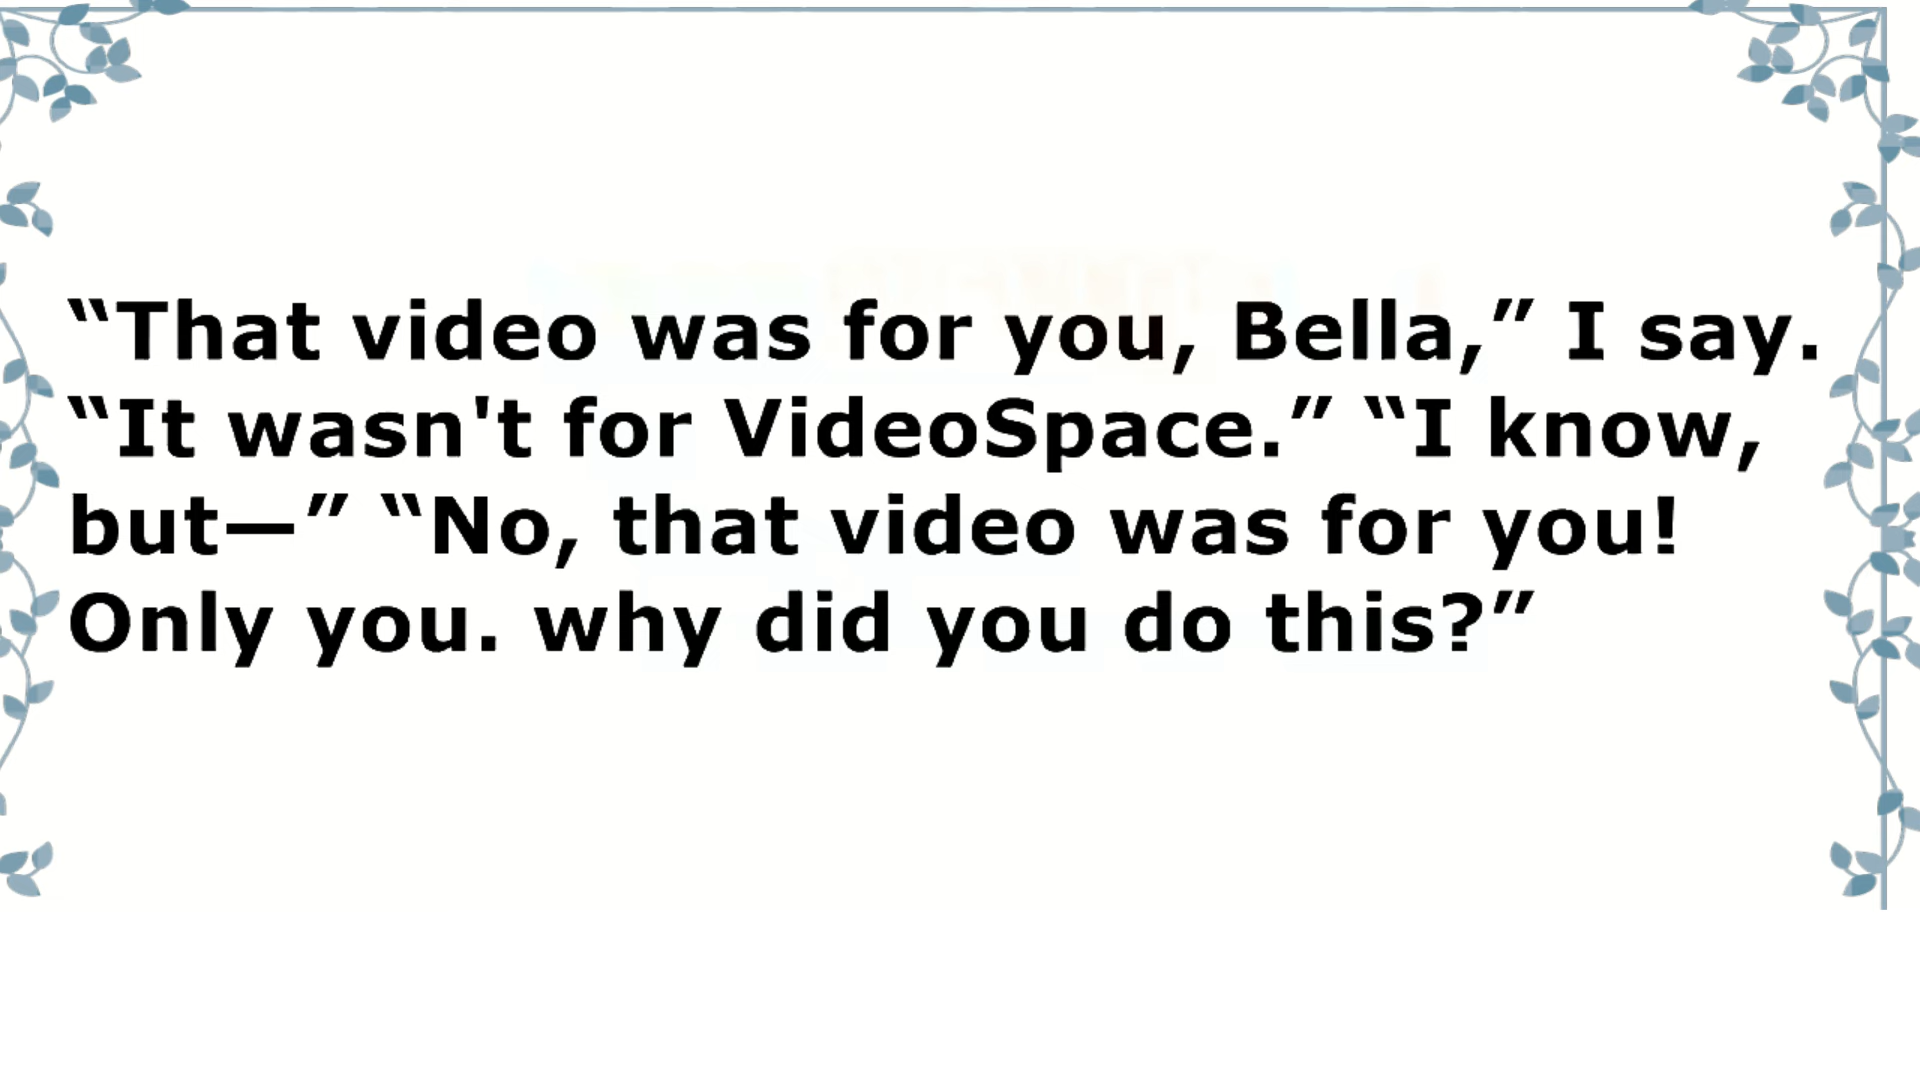 “That video was for you, Bella,” I say.
“It wasn't for VideoSpace.” “I know,
but—” “No, that video was for you!
Only you. why did you do this?”